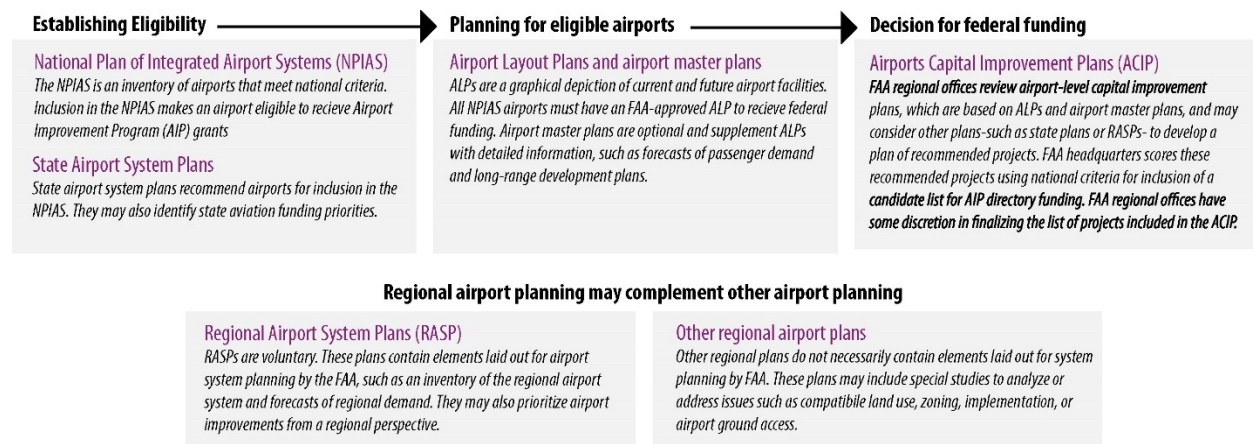 Establishing Eligibility
National Plan of Integrated Airport Systems (NPIAS)
The NPIAS is an inventory of airports that meet national criteria.
Inclusion in the NPIAS makes an airport eligible to recieve Airport
Improvement Program (AIP) grants
State Airport System Plans
State airport system plans recommend airports for inclusion in the
NPIAS. They may also identify state aviation funding priorities.
Planning for eligible airports
Airport Layout Plans and airport master plans
ALPs are a graphical depiction of current and future airport facilities.
All NPIAS airports must have an FAA-approved ALP to recieve federal
funding. Airport master plans are optional and supplement ALPs
with detailed information, such as forecasts of passenger demand
and long-range development plans.
Decision for federal funding
Airports Capital Improvement Plans (ACIP)
FAA regional offices review airport-level capital improvement
plans, which are based on ALPs and airport master plans, and may
consider other plans-such as state plans or RASPs- to develop a
plan of recommended projects. FAA headquarters scores these
recommended projects using national criteria for inclusion of a
candidate list for AIP directory funding. FAA regional offices have
some discretion in finalizing the list of projects included in the ACIP.
Regional airport planning may complement other airport planning
Regional Airport System Plans (RASP)
RASPs are voluntary. These plans contain elements laid out for airport
system planning by the FAA, such as an inventory of the regional airport
system and forecasts of regional demand. They may also prioritize airport
improvements from a regional perspective.
Other regional airport plans
Other regional plans do not necessarily contain elements laid out for system
planning by FAA. These plans may include special studies to analyze or
address issues such as compatibile land use, zoning, implementation, or
airport ground access.